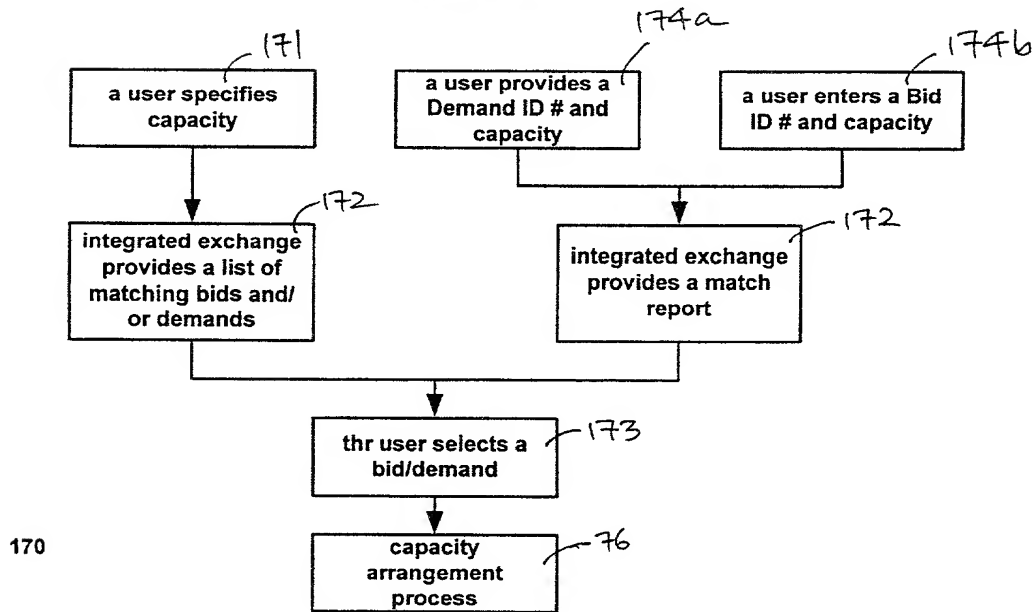 171
a user specifies
capacity
174a
a user provides a
Demand ID # and
capacity
174b
a user enters a Bid
ID # and capacity
172
integrated exchange
provides a list of
matching bids and/
or demands
172
integrated exchange
provides a match
report
173
thr user selects a
bid/demand
170
76
capacity
arrangement
process